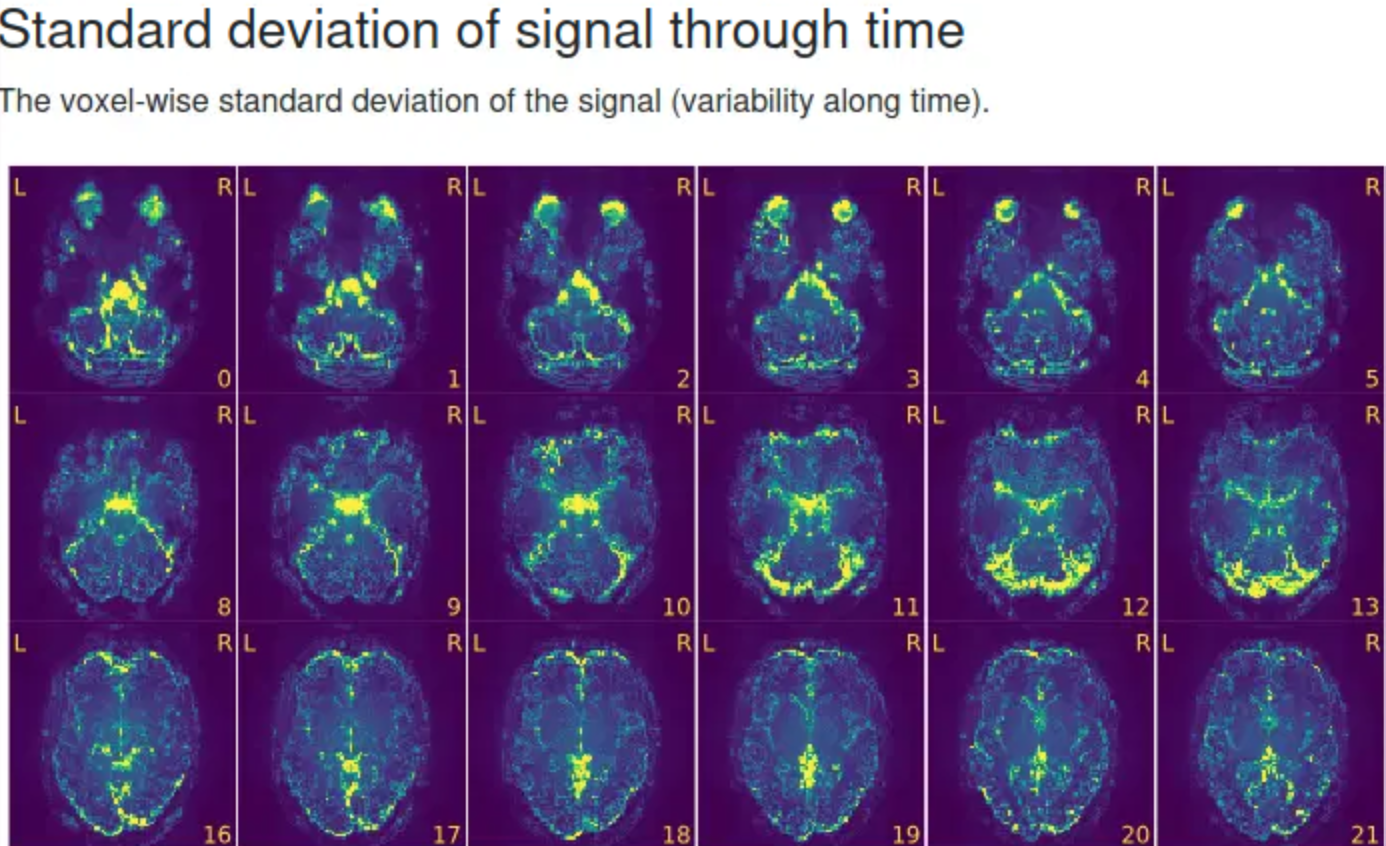 Standard deviation of signal through time
The voxel-wise standard deviation of the signal (variability along time).
L R L R L R L R L R L R
0 1 2 3 4 5
L R L R L R L R L R L R
8 9 10 11 12 13
L R L R L R L R L R L R
16 17 18 19 20 21